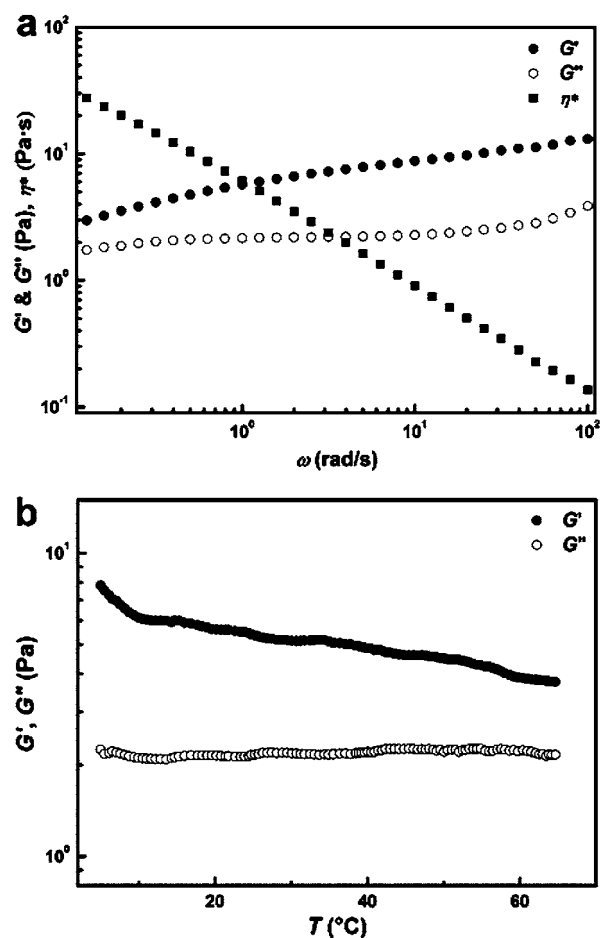 a
10²
10¹
10⁰
10⁻¹
G' & G'' (Pa), η* (Pa·s)
G'
G''
η*
10⁰
10¹
10²
ω (rad/s)
b
10¹
10⁰
G', G'' (Pa)
G'
G''
20
40
60
T (°C)